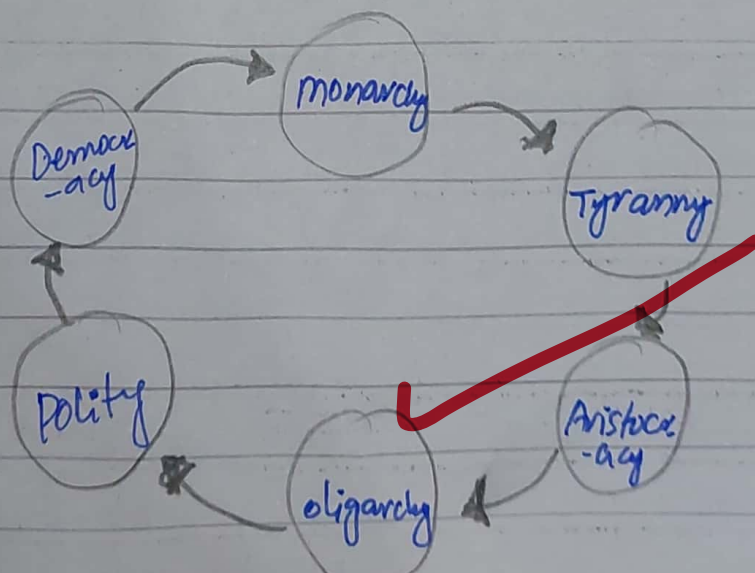 Monarchy
Democr
-acy
Tyranny
Polity
Aristocr
-acy
oligarchy